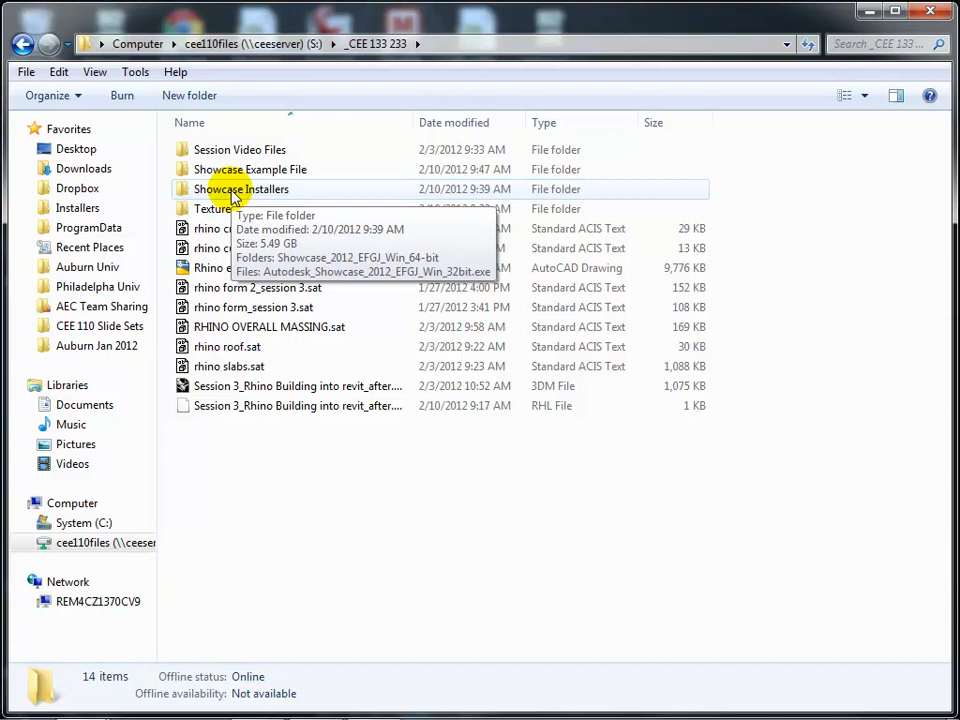 Computer cee110files (\\ceeserver) (S:) _CEE 133 233
Search _CEE 133 ...
File Edit View Tools Help
Organize Burn New folder
Name Date modified Type Size
Favorites
Desktop
Downloads
Dropbox
Installers
ProgramData
Recent Places
Auburn Univ
Philadelpha Univ
AEC Team Sharing
CEE 110 Slide Sets
Auburn Jan 2012
Libraries
Documents
Music
Pictures
Videos
Computer
System (C:)
cee110files (\\ceeser
Network
REM4CZ1370CV9
Session Video Files 2/3/2012 9:33 AM File folder
Showcase Example File 2/10/2012 9:47 AM File folder
Showcase Installers 2/10/2012 9:39 AM File folder
AM File folder
Type: File folder
Date modified: 2/10/2012 9:39 AM
Size: 5.49 GB
Folders: Showcase_2012_EFGJ_Win_64-bit
Files: Autodesk_Showcase_2012_EFGJ_Win_32bit.exe
rhino AM Standard ACIS Text 29 KB
rhino AM Standard ACIS Text 13 KB
Rhino AM AutoCAD Drawing 9,776 KB
rhino form 2_session 3.sat 1/27/2012 4:00 PM Standard ACIS Text 152 KB
rhino form_session 3.sat 1/27/2012 3:41 PM Standard ACIS Text 108 KB
RHINO OVERALL MASSING.sat 2/3/2012 9:58 AM Standard ACIS Text 169 KB
rhino roof.sat 2/3/2012 9:22 AM Standard ACIS Text 30 KB
rhino slabs.sat 2/3/2012 9:23 AM Standard ACIS Text 1,088 KB
Session 3_Rhino Building into revit_after.... 2/3/2012 10:52 AM 3DM File 1,075 KB
Session 3_Rhino Building into revit_after.... 2/10/2012 9:17 AM RHL File 1 KB
14 items Offline status: Online
Offline availability: Not available